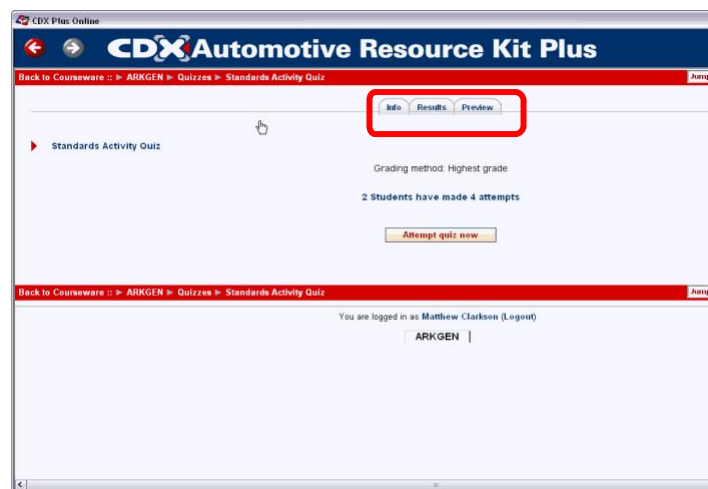 CDX Plus Online
CDX Automotive Resource Kit Plus
Back to Courseware :: ► ARKGEN ► Quizzes ► Standards Activity Quiz Jump
Info Results Preview
Standards Activity Quiz
Grading method: Highest grade
2 Students have made 4 attempts
Attempt quiz now
Back to Courseware :: ► ARKGEN ► Quizzes ► Standards Activity Quiz Jump
You are logged in as Matthew Clarkson (Logout)
ARKGEN